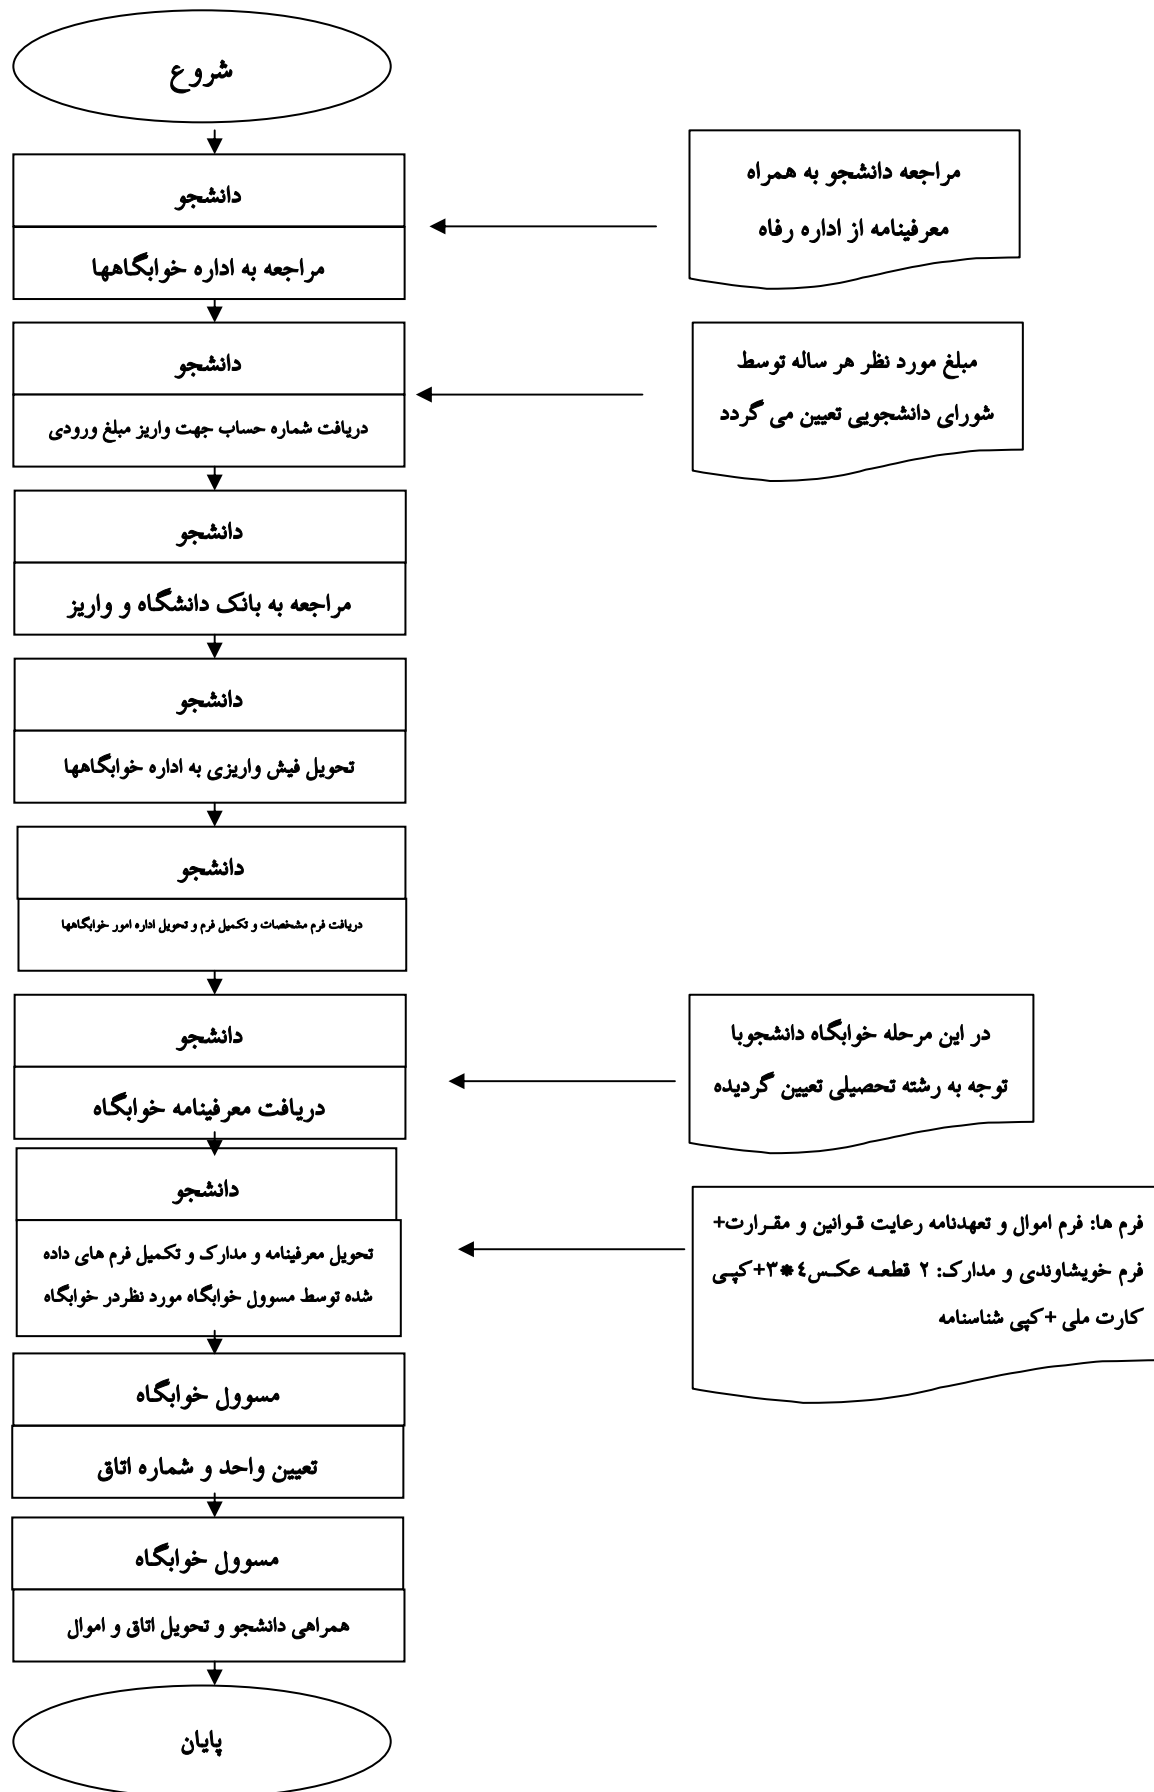 شروع
دانشجو
مراجعه به اداره خوابگاهها
مراجعه دانشجو به همراه
معرفینامه از اداره رفاه
دانشجو
دریافت شماره حساب جهت واریز مبلغ ورودی
مبلغ مورد نظر هر ساله توسط
شورای دانشجویی تعیین می گردد
دانشجو
مراجعه به بانک دانشگاه و واریز
دانشجو
تحویل فیش واریزی به اداره خوابگاهها
دانشجو
دریافت فرم مشخصات و تکمیل فرم و تحویل اداره امور خوابگاهها
دانشجو
دریافت معرفینامه خوابگاه
در این مرحله خوابگاه دانشجوبا
توجه به رشته تحصیلی تعیین گردیده
دانشجو
تحویل معرفینامه و مدارک و تکمیل فرم های داده
شده توسط مسوول خوابگاه مورد نظردر خوابگاه
فرم ها: فرم اموال و تعهدنامه رعایت قوانین و مقرارت+
فرم خویشاوندی و مدارک: ۲ قطعه عکس٤*۳+کپی
کارت ملی +کپی شناسنامه
مسوول خوابگاه
تعیین واحد و شماره اتاق
مسوول خوابگاه
همراهی دانشجو و تحویل اتاق و اموال
پایان